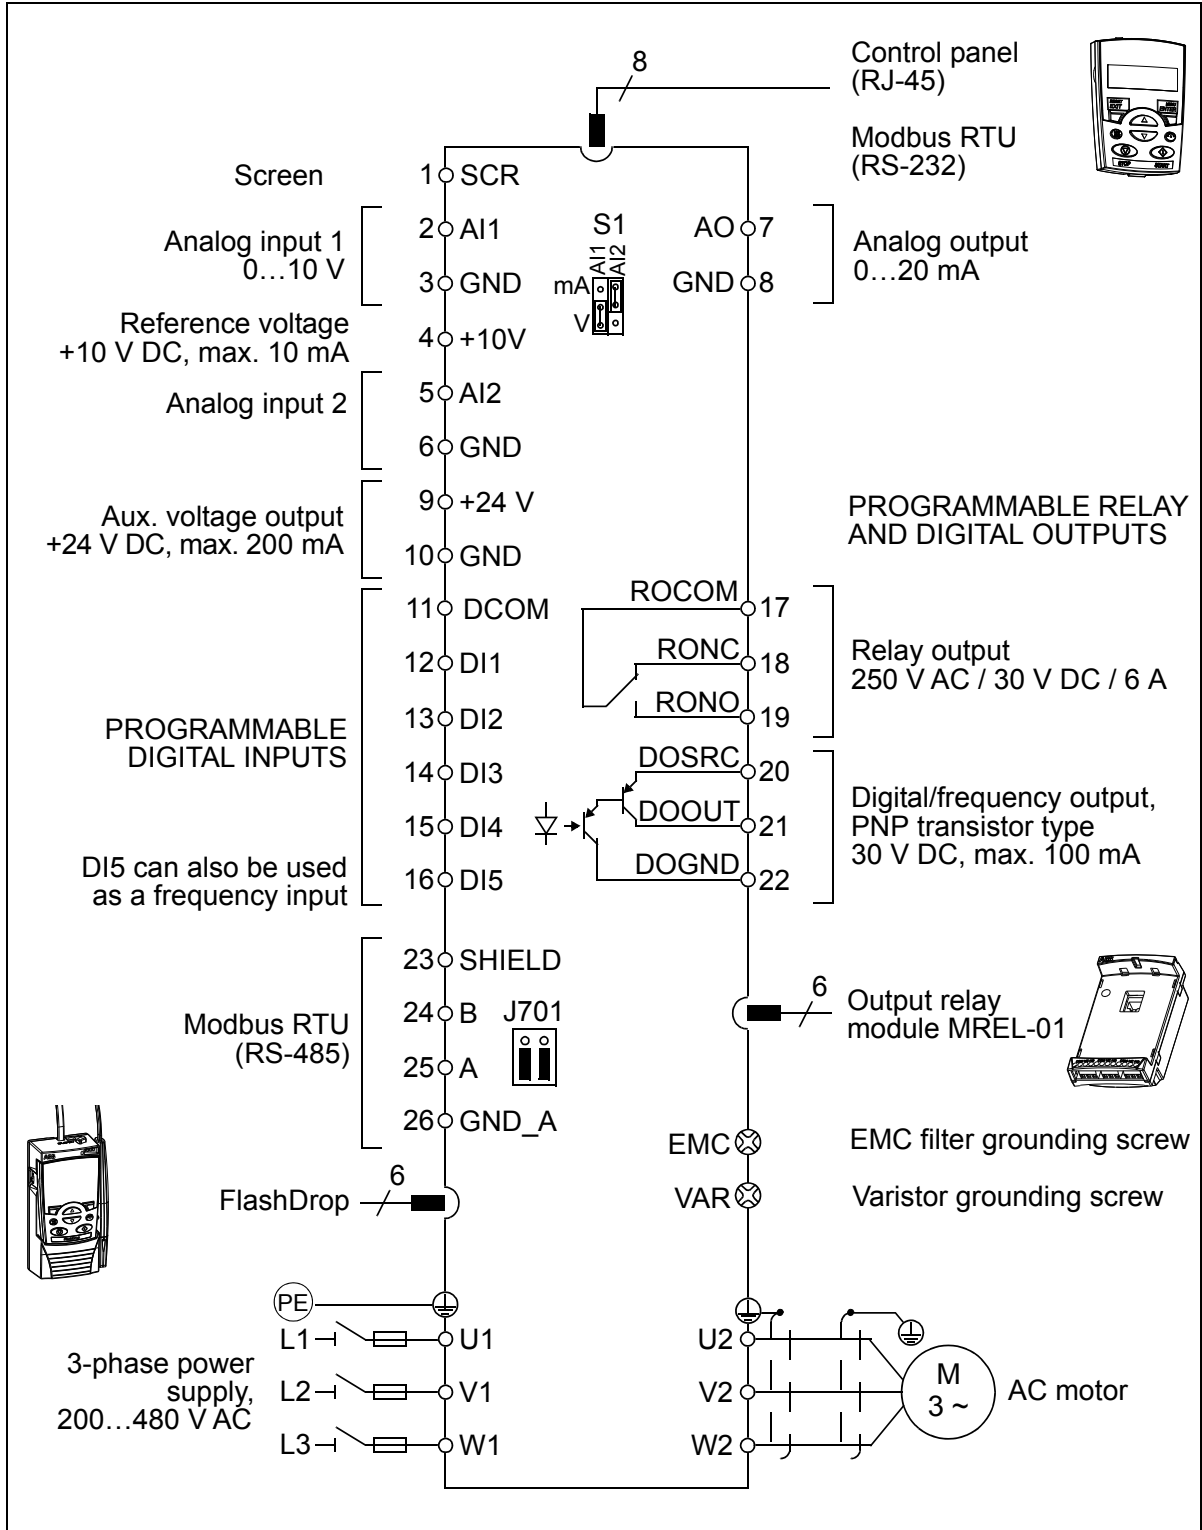 8
Control panel
(RJ-45)
Modbus RTU
(RS-232)
EXIT
ENTER
STOP
START
Screen
1 SCR
Analog input 1
0…10 V
2 AI1
3 GND
S1
AI1
AI2
mA
V
AO 7
GND 8
Analog output
0…20 mA
Reference voltage
+10 V DC, max. 10 mA
4 +10V
Analog input 2
5 AI2
6 GND
Aux. voltage output
+24 V DC, max. 200 mA
9 +24 V
10 GND
PROGRAMMABLE RELAY
AND DIGITAL OUTPUTS
PROGRAMMABLE
DIGITAL INPUTS
DI5 can also be used
as a frequency input
11 DCOM
12 DI1
13 DI2
14 DI3
15 DI4
16 DI5
ROCOM 17
RONC 18
RONO 19
Relay output
250 V AC / 30 V DC / 6 A
DOSRC 20
DOOUT 21
DOGND 22
Digital/frequency output,
PNP transistor type
30 V DC, max. 100 mA
Modbus RTU
(RS-485)
23 SHIELD
24 B
25 A
26 GND_A
J701
6
Output relay
module MREL-01
EMC
EMC filter grounding screw
VAR
Varistor grounding screw
FlashDrop
6
PE
3-phase power
supply,
200…480 V AC
L1 U1
L2 V1
L3 W1
U2
V2
W2
M
3 ~
AC motor